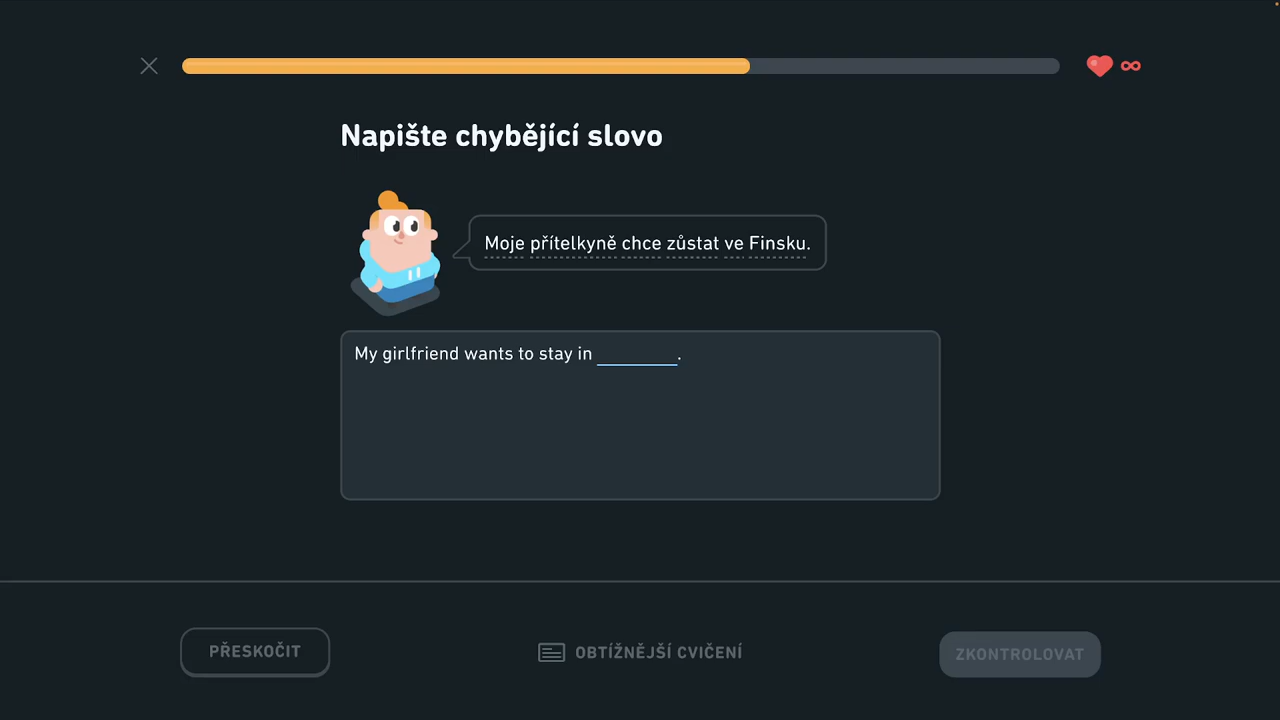 ∞
Napište chybějící slovo
Moje přítelkyně chce zůstat ve Finsku.
My girlfriend wants to stay in ________.
PŘESKOČIT
OBTÍŽNĚJŠÍ CVIČENÍ
ZKONTROLOVAT